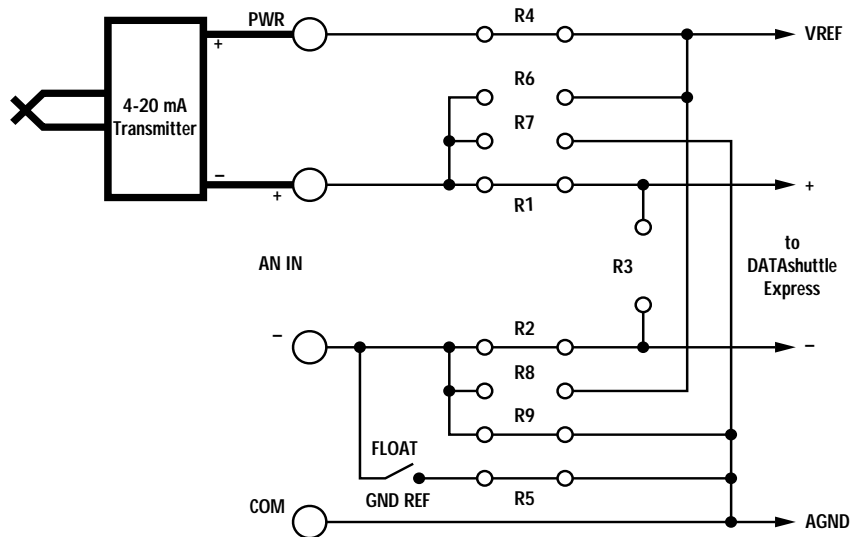 PWR
R4
VREF
+
R6
4-20 mA
Transmitter
R7
−
+
R1
+
AN IN
R3
to
DATAshuttle
Express
−
R2
−
R8
R9
FLOAT
GND REF
R5
COM
AGND